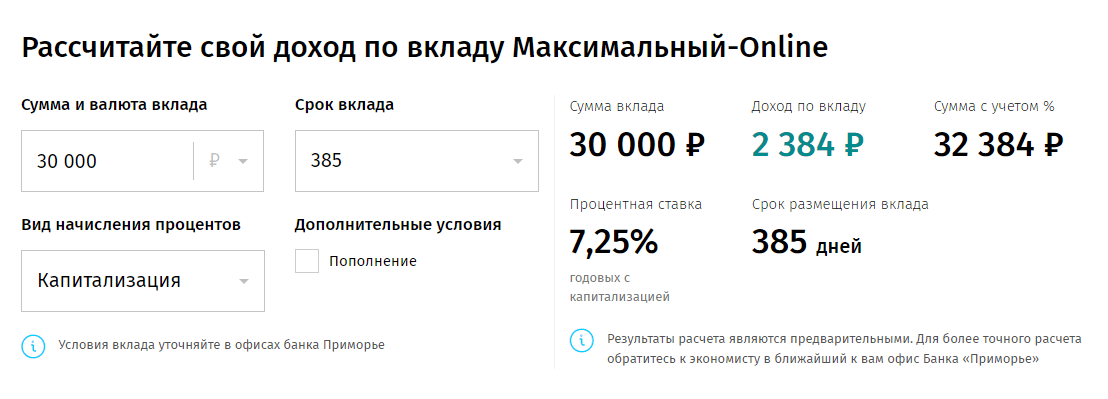 Рассчитайте свой доход по вкладу Максимальный-Online
Сумма и валюта вклада
30 000 ₽
Срок вклада
385
Вид начисления процентов
Капитализация
Дополнительные условия
Пополнение
Условия вклада уточняйте в офисах банка Приморье
Сумма вклада
30 000 ₽
Доход по вкладу
2 384 ₽
Сумма с учетом %
32 384 ₽
Процентная ставка
7,25%
годовых с
капитализацией
Срок размещения вклада
385 дней
Результаты расчета являются предварительными. Для более точного расчета
обратитесь к экономисту в ближайший к вам офис Банка «Приморье»